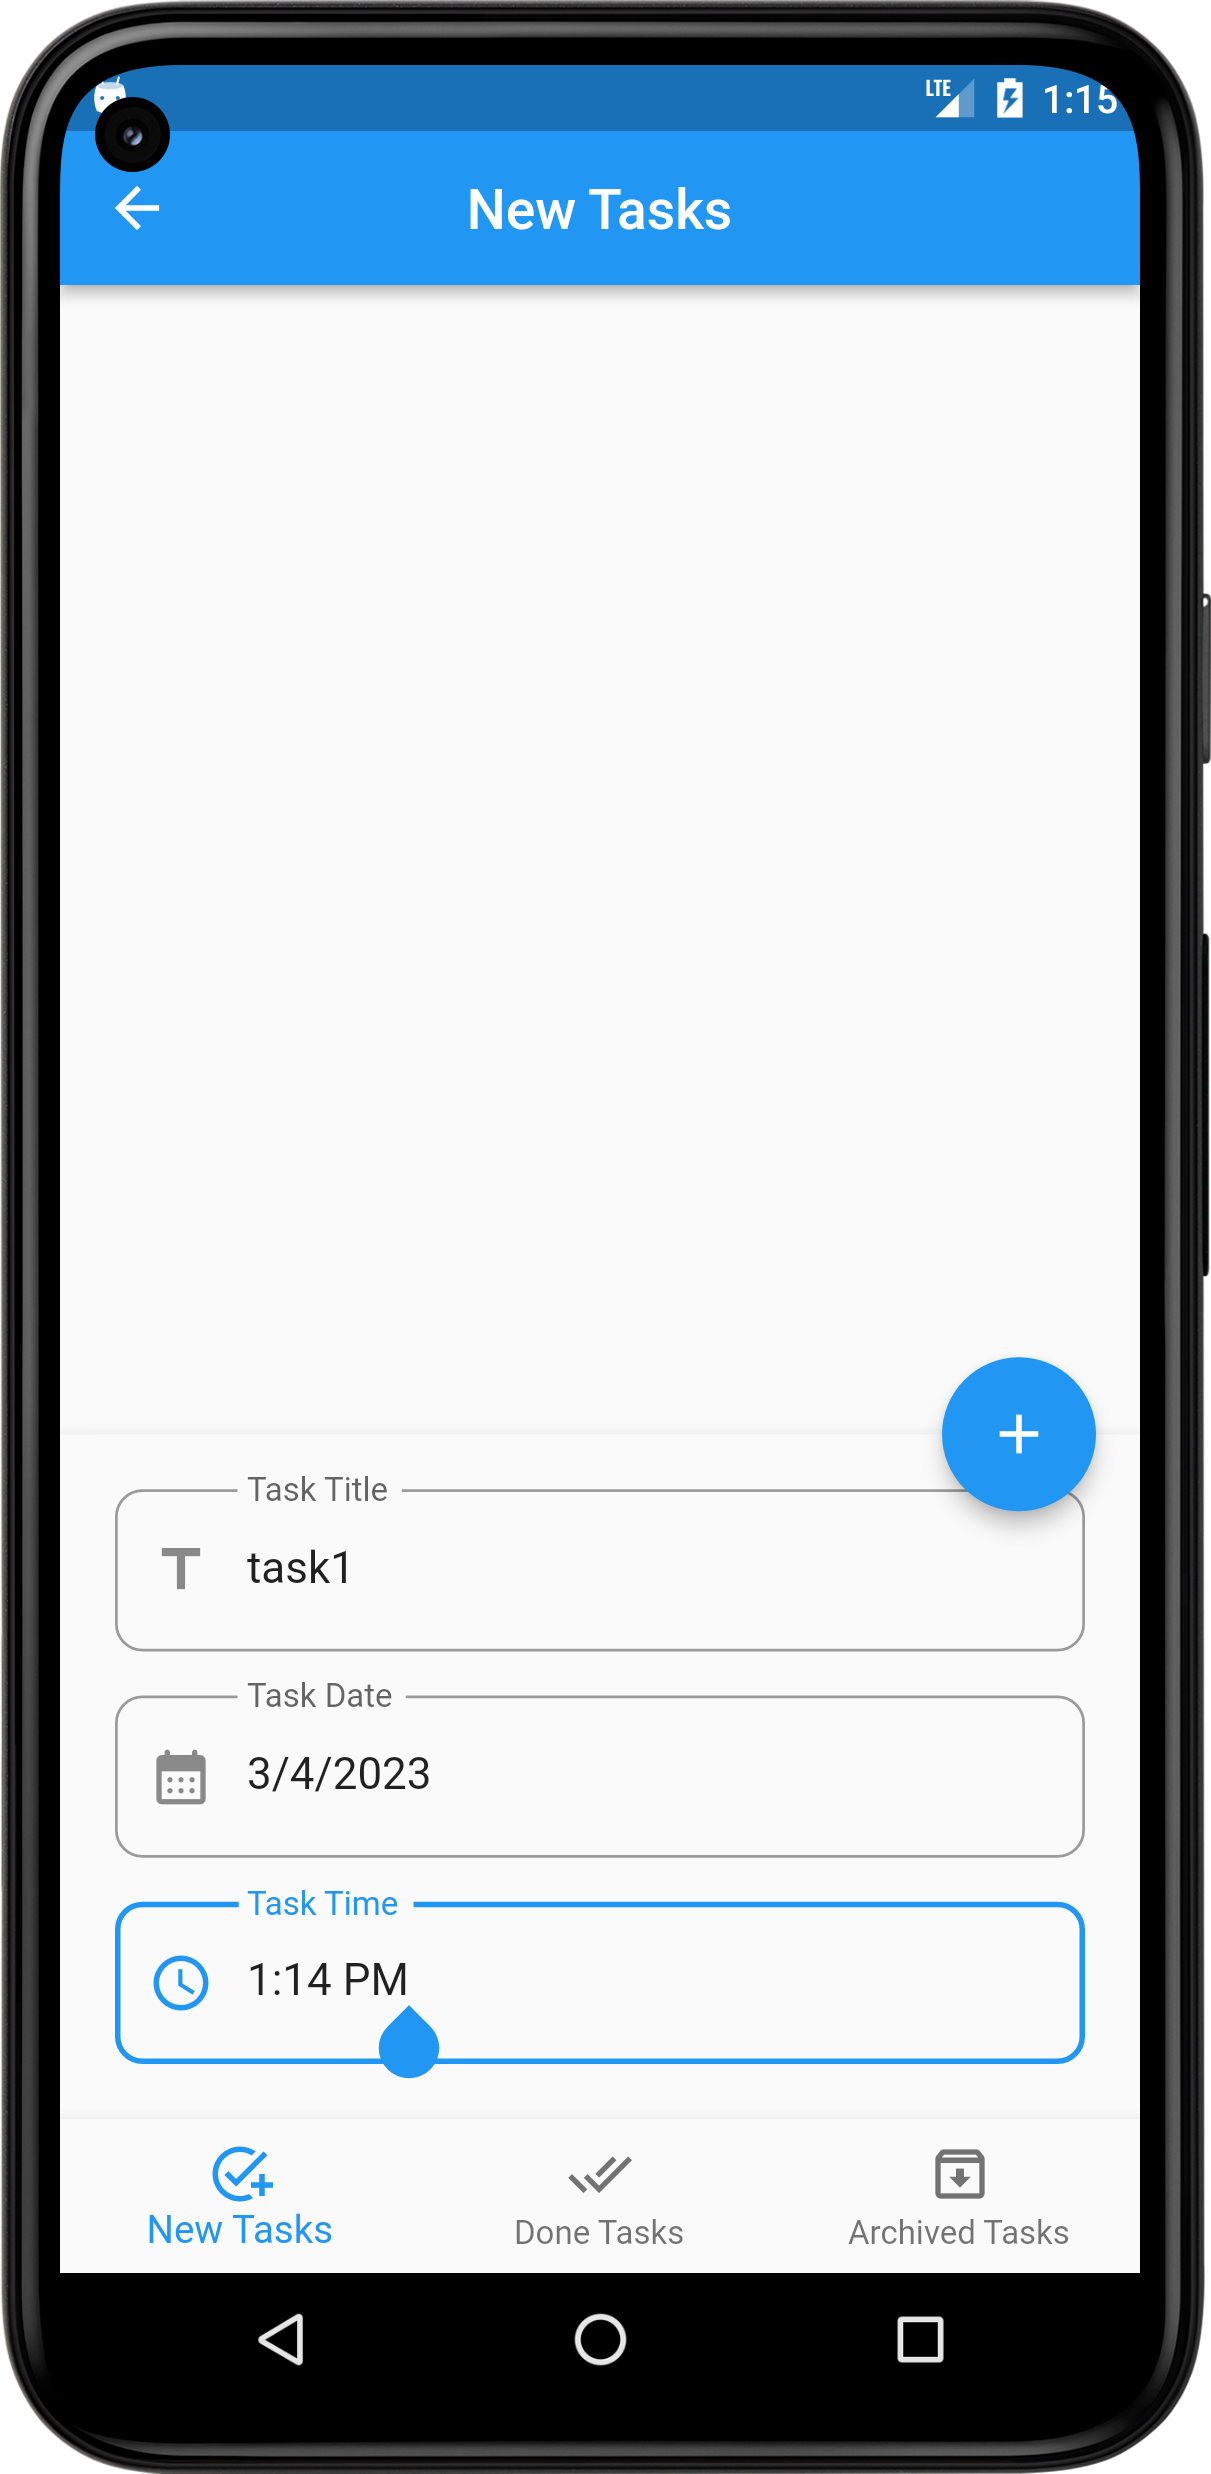 LTE 1:15
New Tasks
Task Title
task1
Task Date
3/4/2023
Task Time
1:14 PM
New Tasks Done Tasks Archived Tasks